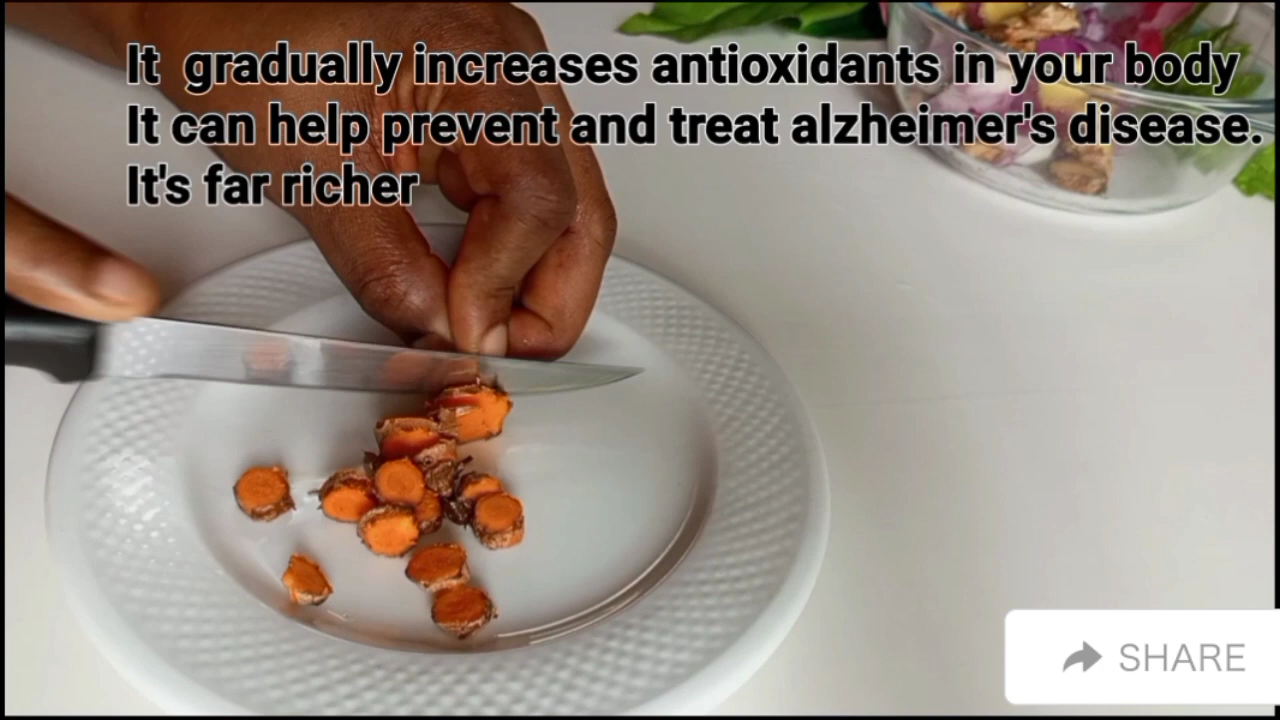 It  gradually increases antioxidants in your body
It can help prevent and treat alzheimer's disease.
It's far richer
SHARE